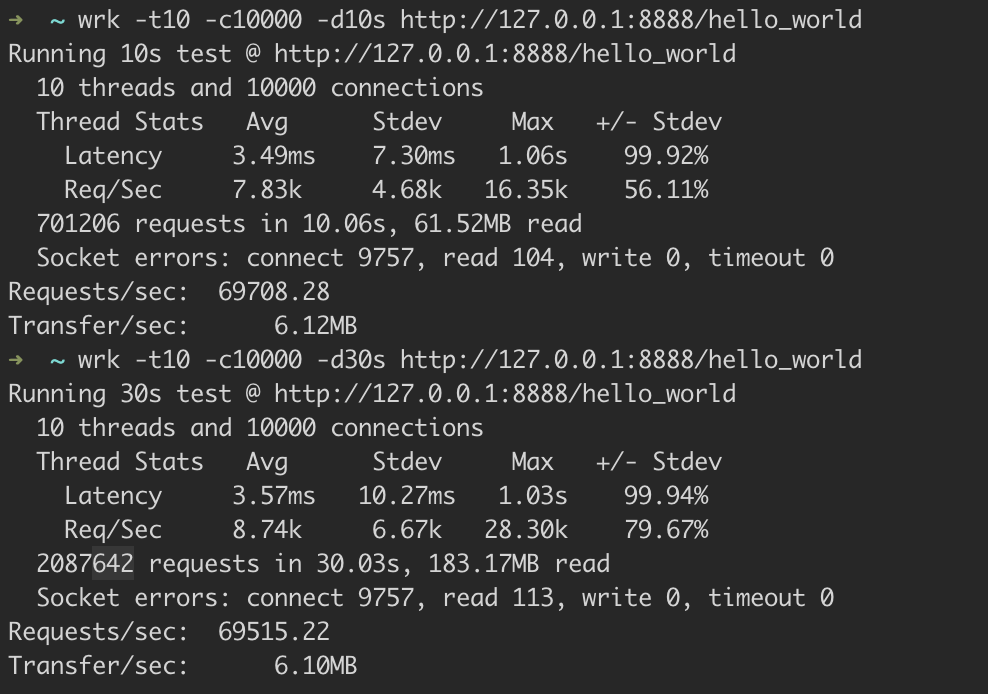 → ~ wrk -t10 -c10000 -d10s http://127.0.0.1:8888/hello_world
Running 10s test @ http://127.0.0.1:8888/hello_world
  10 threads and 10000 connections
  Thread Stats   Avg      Stdev     Max   +/- Stdev
    Latency     3.49ms    7.30ms   1.06s    99.92%
    Req/Sec     7.83k     4.68k   16.35k    56.11%
  701206 requests in 10.06s, 61.52MB read
  Socket errors: connect 9757, read 104, write 0, timeout 0
Requests/sec:  69708.28
Transfer/sec:      6.12MB
→ ~ wrk -t10 -c10000 -d30s http://127.0.0.1:8888/hello_world
Running 30s test @ http://127.0.0.1:8888/hello_world
  10 threads and 10000 connections
  Thread Stats   Avg      Stdev     Max   +/- Stdev
    Latency     3.57ms   10.27ms   1.03s    99.94%
    Req/Sec     8.74k     6.67k   28.30k    79.67%
  2087642 requests in 30.03s, 183.17MB read
  Socket errors: connect 9757, read 113, write 0, timeout 0
Requests/sec:  69515.22
Transfer/sec:      6.10MB